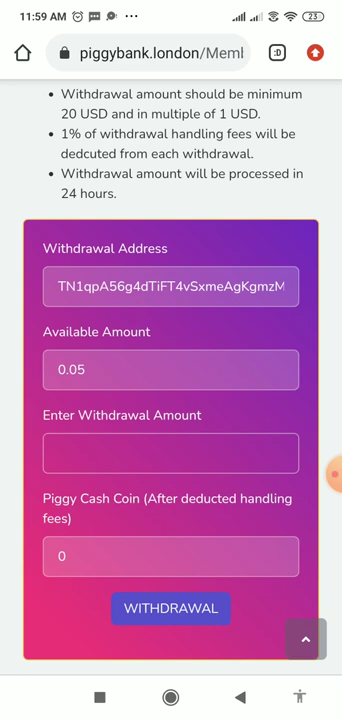 11:59 AM
23
piggybank.london/Meml
:D
Withdrawal amount should be minimum
20 USD and in multiple of 1 USD.
1% of withdrawal handling fees will be
dedcuted from each withdrawal.
Withdrawal amount will be processed in
24 hours.
Withdrawal Address
TN1qpA56g4dTiFT4vSxmeAgKgmzM
Available Amount
0.05
Enter Withdrawal Amount
Piggy Cash Coin (After deducted handling
fees)
0
WITHDRAWAL